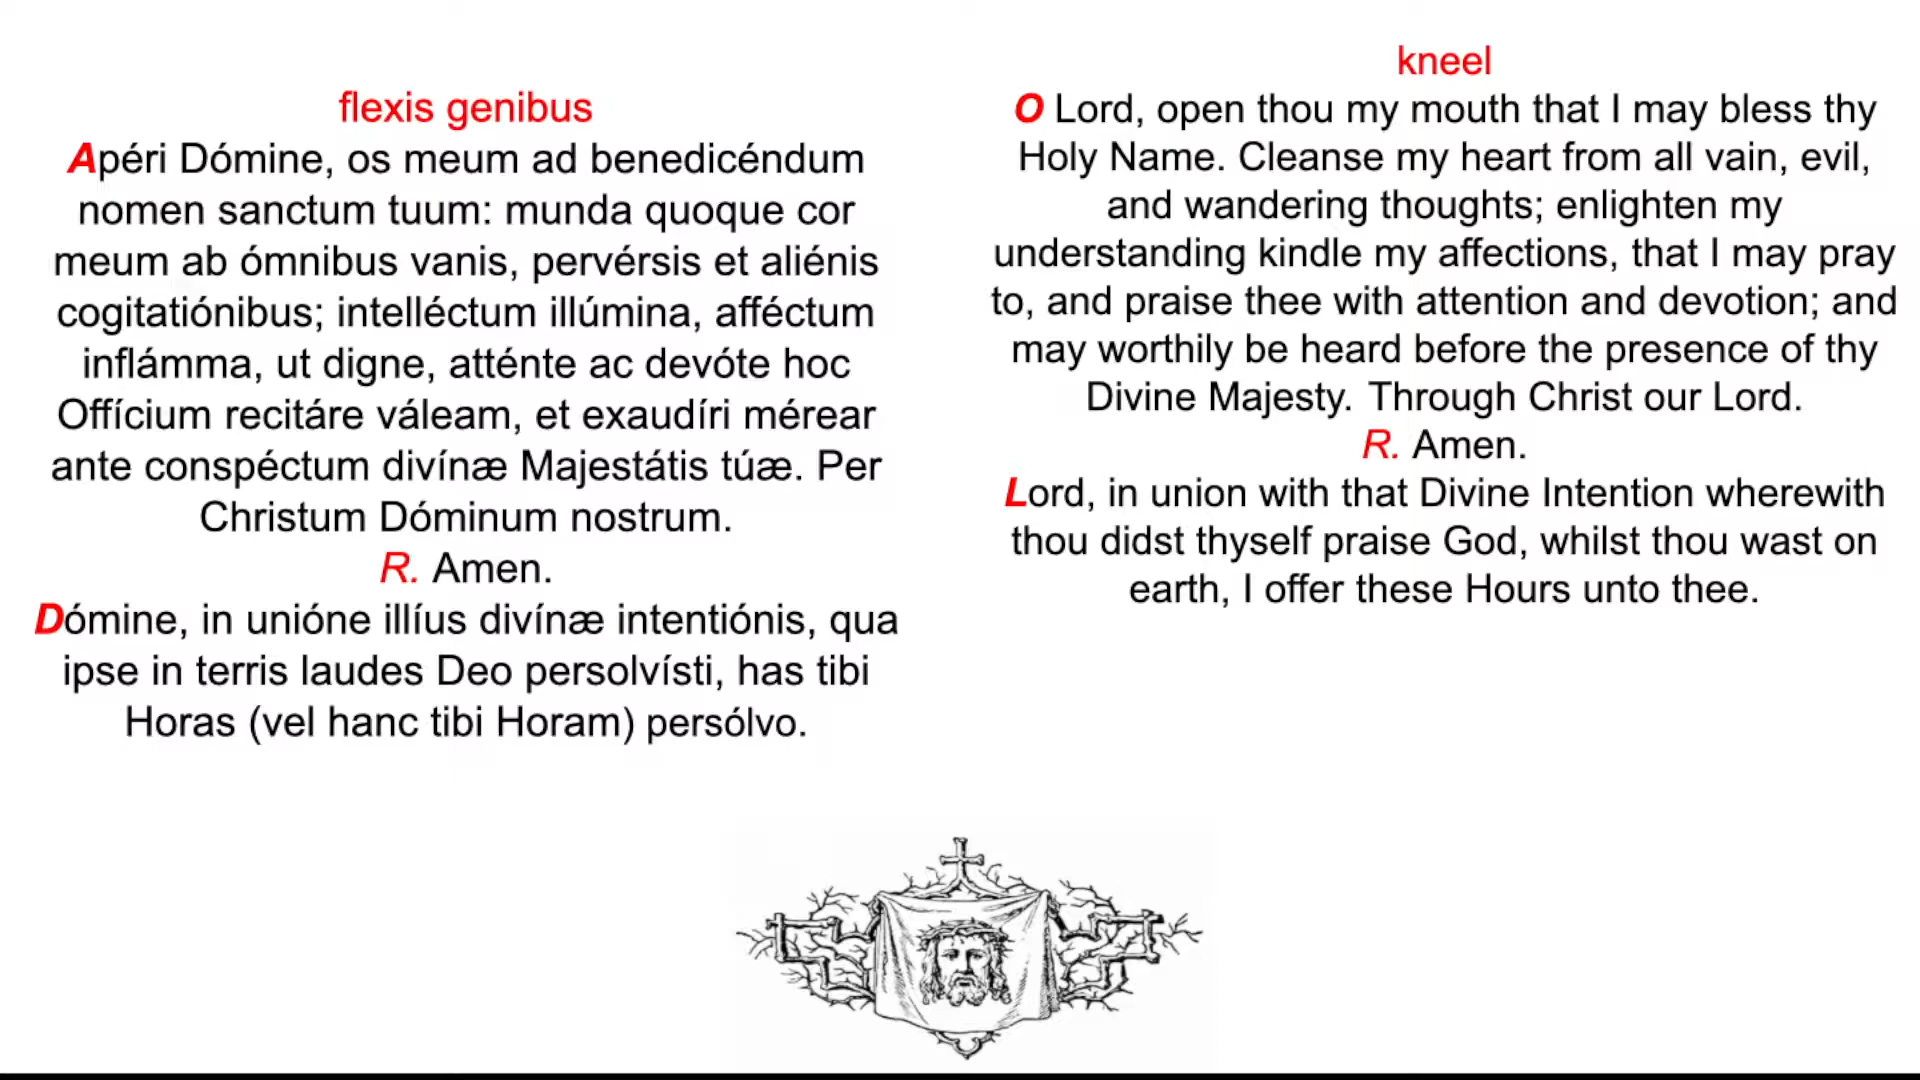 flexis genibus
Apéri Dómine, os meum ad benedicéndum
nomen sanctum tuum: munda quoque cor
meum ab ómnibus vanis, pervérsis et aliénis
cogitatiónibus; intelléctum illúmina, afféctum
inflámma, ut digne, atténte ac devóte hoc
Offícium recitáre váleam, et exaudíri mérear
ante conspéctum divínæ Majestátis túæ. Per
Christum Dóminum nostrum.
R. Amen.
Dómine, in unióne illíus divínæ intentiónis, qua
ipse in terris laudes Deo persolvísti, has tibi
Horas (vel hanc tibi Horam) persólvo.
kneel
O Lord, open thou my mouth that I may bless thy
Holy Name. Cleanse my heart from all vain, evil,
and wandering thoughts; enlighten my
understanding kindle my affections, that I may pray
to, and praise thee with attention and devotion; and
may worthily be heard before the presence of thy
Divine Majesty. Through Christ our Lord.
R. Amen.
Lord, in union with that Divine Intention wherewith
thou didst thyself praise God, whilst thou wast on
earth, I offer these Hours unto thee.